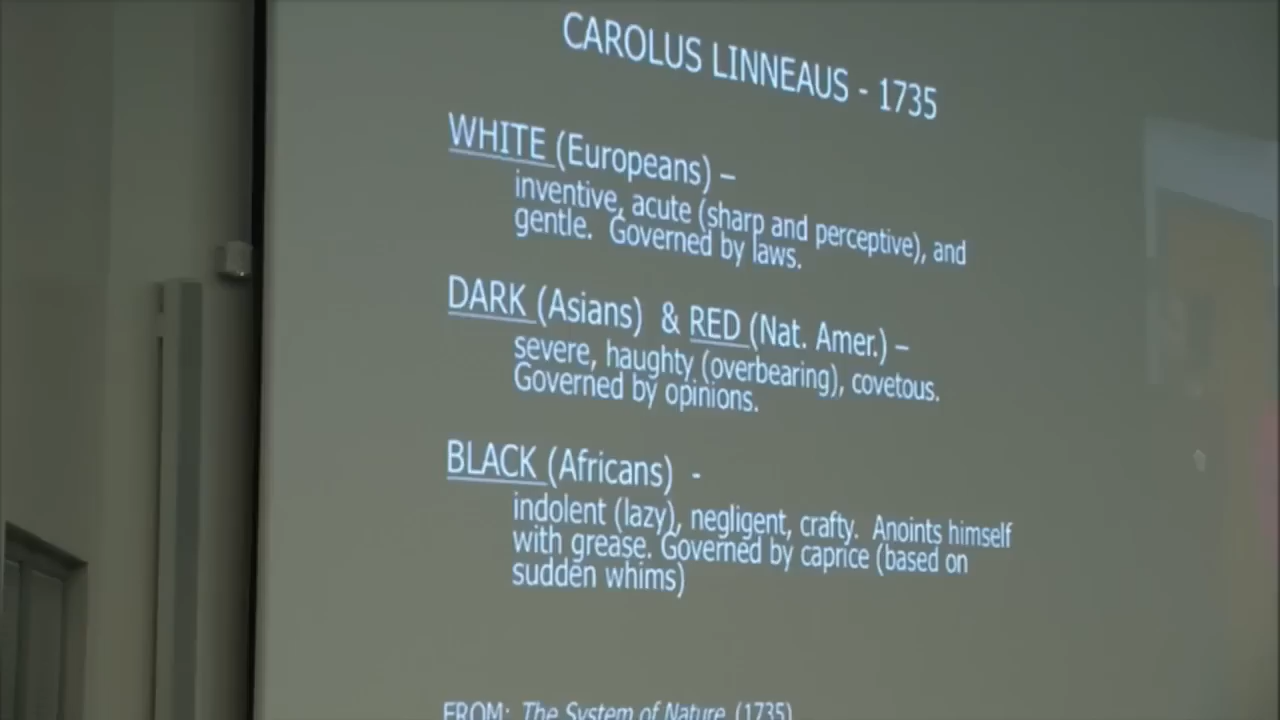 CAROLUS LINNEAUS - 1735
WHITE (Europeans) –
inventive, acute (sharp and perceptive), and
gentle. Governed by laws.
DARK (Asians) & RED (Nat. Amer.) –
severe, haughty (overbearing), covetous.
Governed by opinions.
BLACK (Africans) -
indolent (lazy), negligent, crafty. Anoints himself
with grease. Governed by caprice (based on
sudden whims)
FROM: The System of Nature (1735)